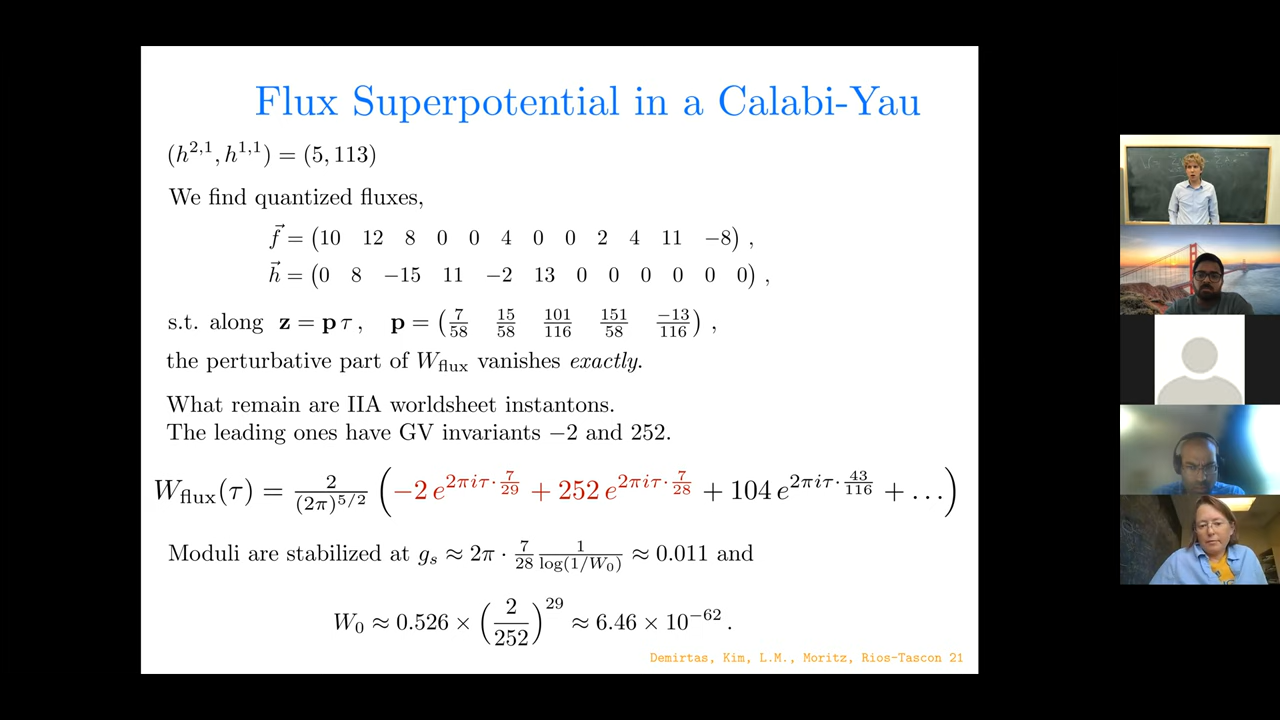 Flux Superpotential in a Calabi-Yau
(h^{2,1}, h^{1,1}) = (5, 113)
We find quantized fluxes,
\vec{f} = (10 12 8 0 0 4 0 0 2 4 11 −8) ,
\vec{h} = (0 8 −15 11 −2 13 0 0 0 0 0 0) ,
s.t. along z = p τ , p = (7/58 15/58 101/116 151/58 −13/116) ,
the perturbative part of W_flux vanishes exactly.
What remain are IIA worldsheet instantons.
The leading ones have GV invariants −2 and 252.
W_flux(τ) = 2/(2π)^{5/2} (−2 e^{2πiτ·7/29} + 252 e^{2πiτ·7/28} + 104 e^{2πiτ·43/116} + …)
Moduli are stabilized at g_s ≈ 2π · 7/28 1/log(1/W_0) ≈ 0.011 and
W_0 ≈ 0.526 × (2/252)^{29} ≈ 6.46 × 10^{−62} .
Demirtas, Kim, L.M., Moritz, Rios-Tascon 21